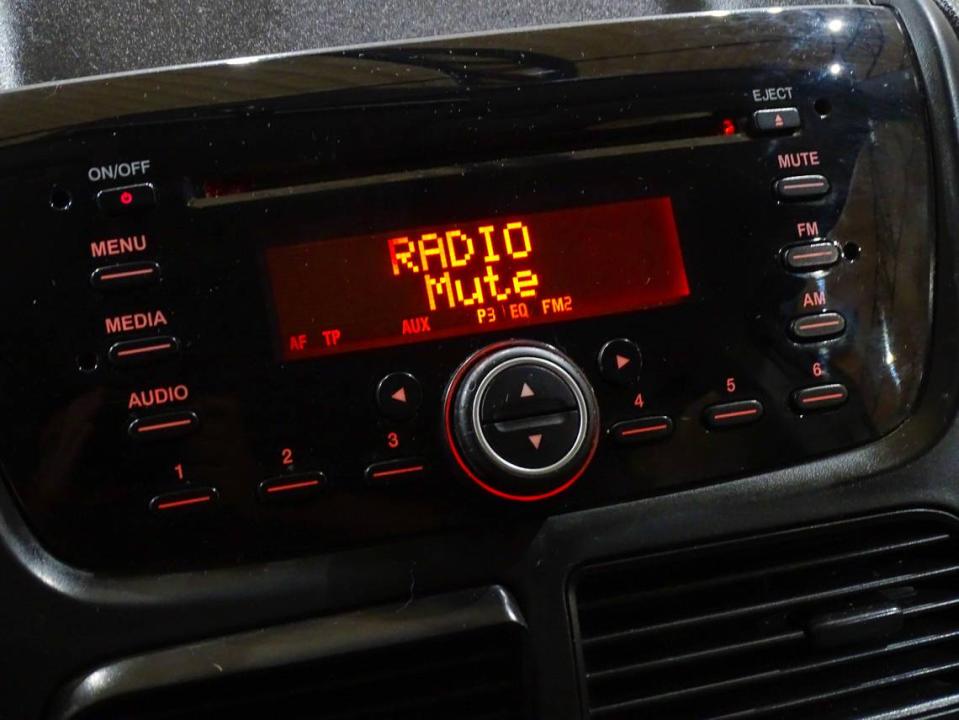 EJECT
ON/OFF
MUTE
MENU
RADIO
FM
Mute
MEDIA
AF TP AUX P3 EQ FM2
AM
AUDIO
1 2 3 4 5 6